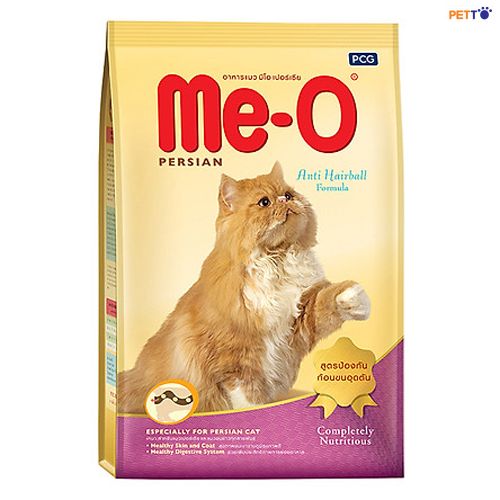 PETTO
PCG
อาหารแมว มีโอ เปอร์เซีย
me-O
PERSIAN
Anti Hairball
Formula
สูตรป้องกัน
ก้อนขนอุดตัน
ESPECIALLY FOR PERSIAN CAT
• Healthy Skin and Coat
• Healthy Digestive System
Completely
Nutritious